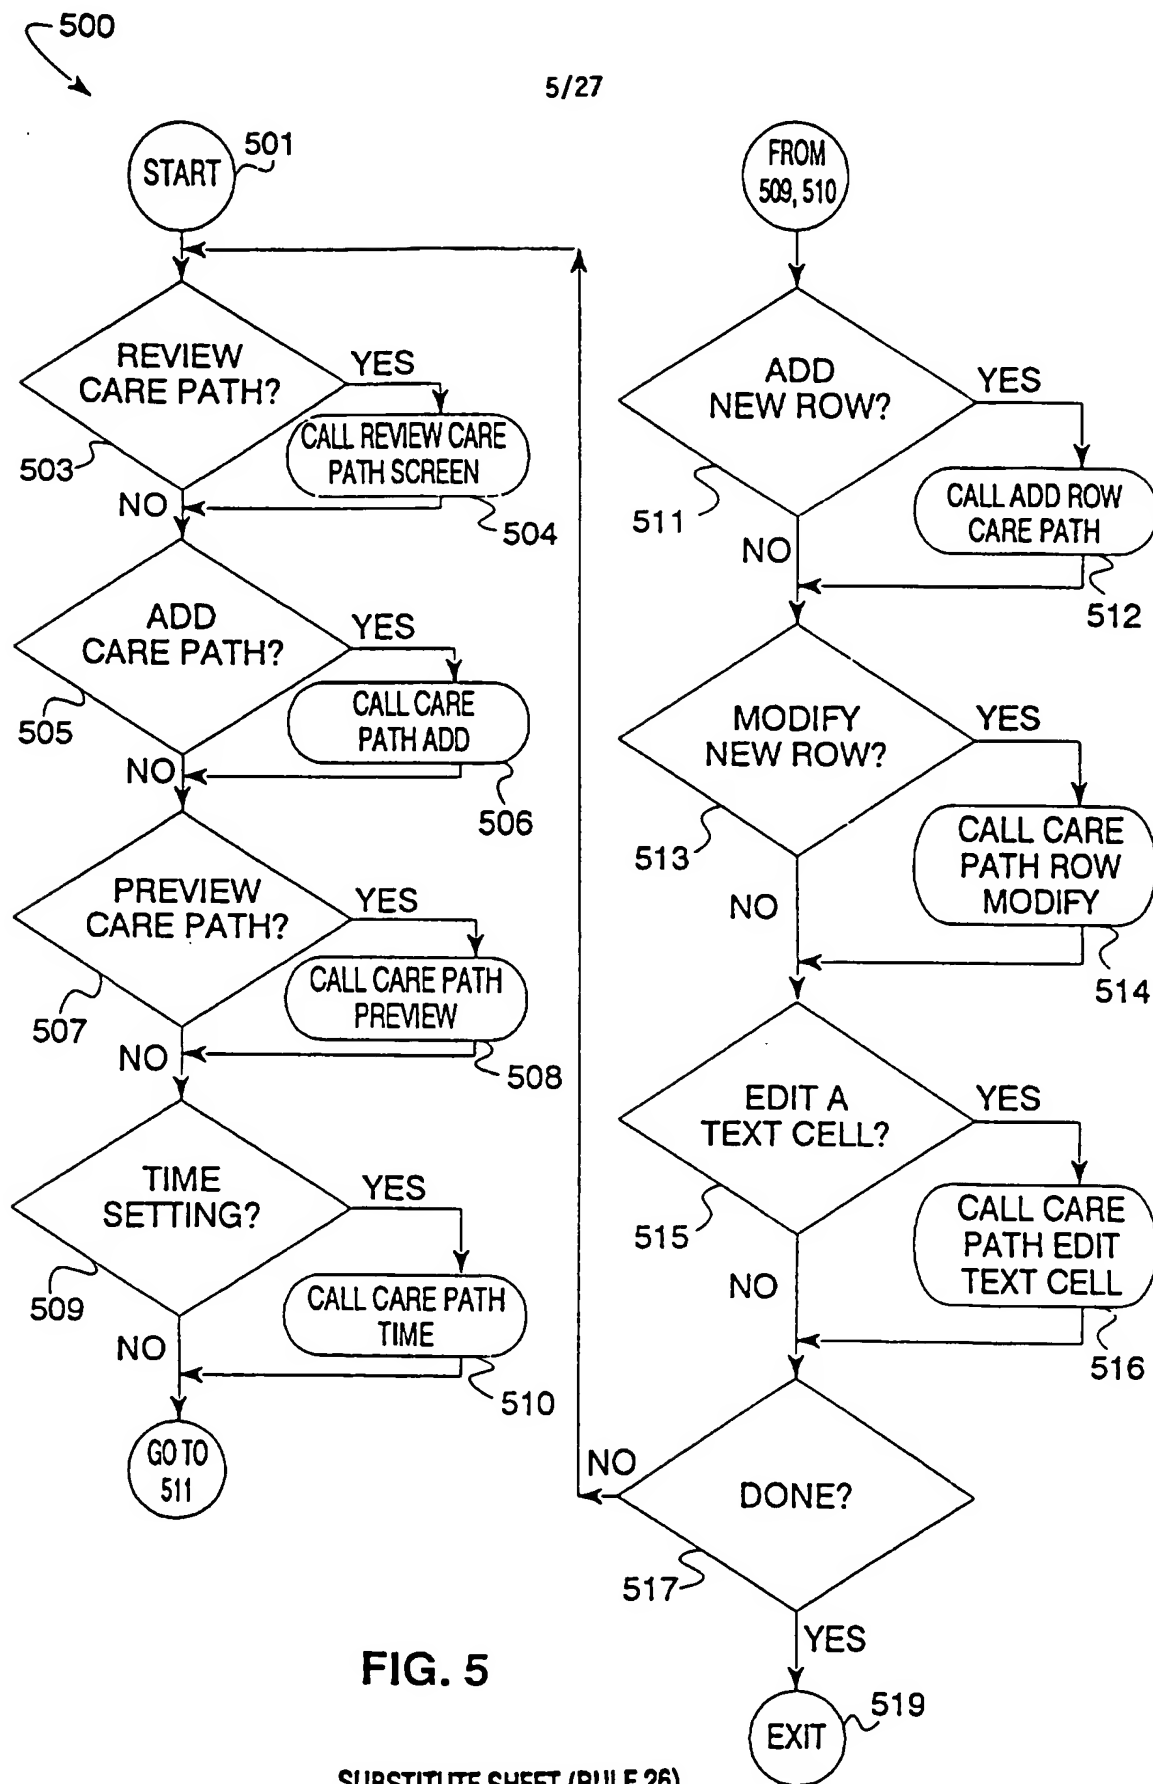 500
5/27
START
501
REVIEW
CARE PATH?
YES
503
CALL REVIEW CARE
PATH SCREEN
NO
504
ADD
CARE PATH?
YES
505
CALL CARE
PATH ADD
NO
506
PREVIEW
CARE PATH?
YES
507
CALL CARE PATH
PREVIEW
NO
508
TIME
SETTING?
YES
509
CALL CARE PATH
TIME
NO
510
GO TO
511
FROM
509, 510
ADD
NEW ROW?
YES
511
CALL ADD ROW
CARE PATH
NO
512
MODIFY
NEW ROW?
YES
513
CALL CARE
PATH ROW
MODIFY
NO
514
EDIT A
TEXT CELL?
YES
515
CALL CARE
PATH EDIT
TEXT CELL
NO
516
DONE?
NO
517
YES
EXIT
519
FIG. 5
SUBSTITUTE SHEET (RULE 26)